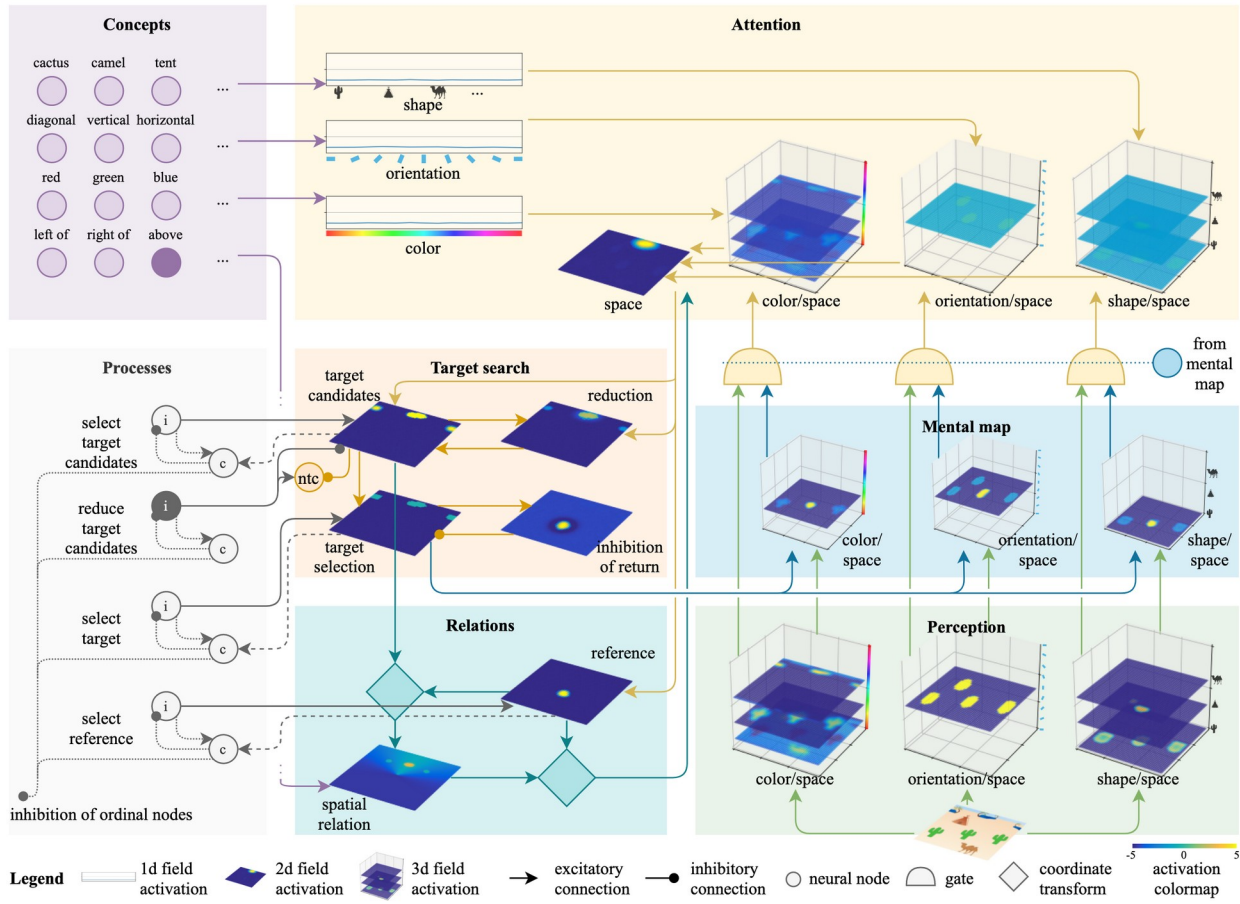 Concepts
cactus camel tent
...
diagonal vertical horizontal
...
red green blue
...
left of right of above
...
Attention
...
shape
orientation
color
space
color/space
orientation/space
shape/space
from
mental
map
Processes
select
target
candidates
i
c
reduce
target
candidates
i
c
select
target
i
c
select
reference
i
c
inhibition of ordinal nodes
Target search
target
candidates
reduction
ntc
target
selection
inhibition
of return
Mental map
color/
space
orientation/
space
shape/
space
Relations
reference
spatial
relation
Perception
color/space
orientation/space
shape/space
Legend
1d field
activation
2d field
activation
3d field
activation
excitatory
connection
inhibitory
connection
neural node
gate
coordinate
transform
-5 0 5
activation
colormap